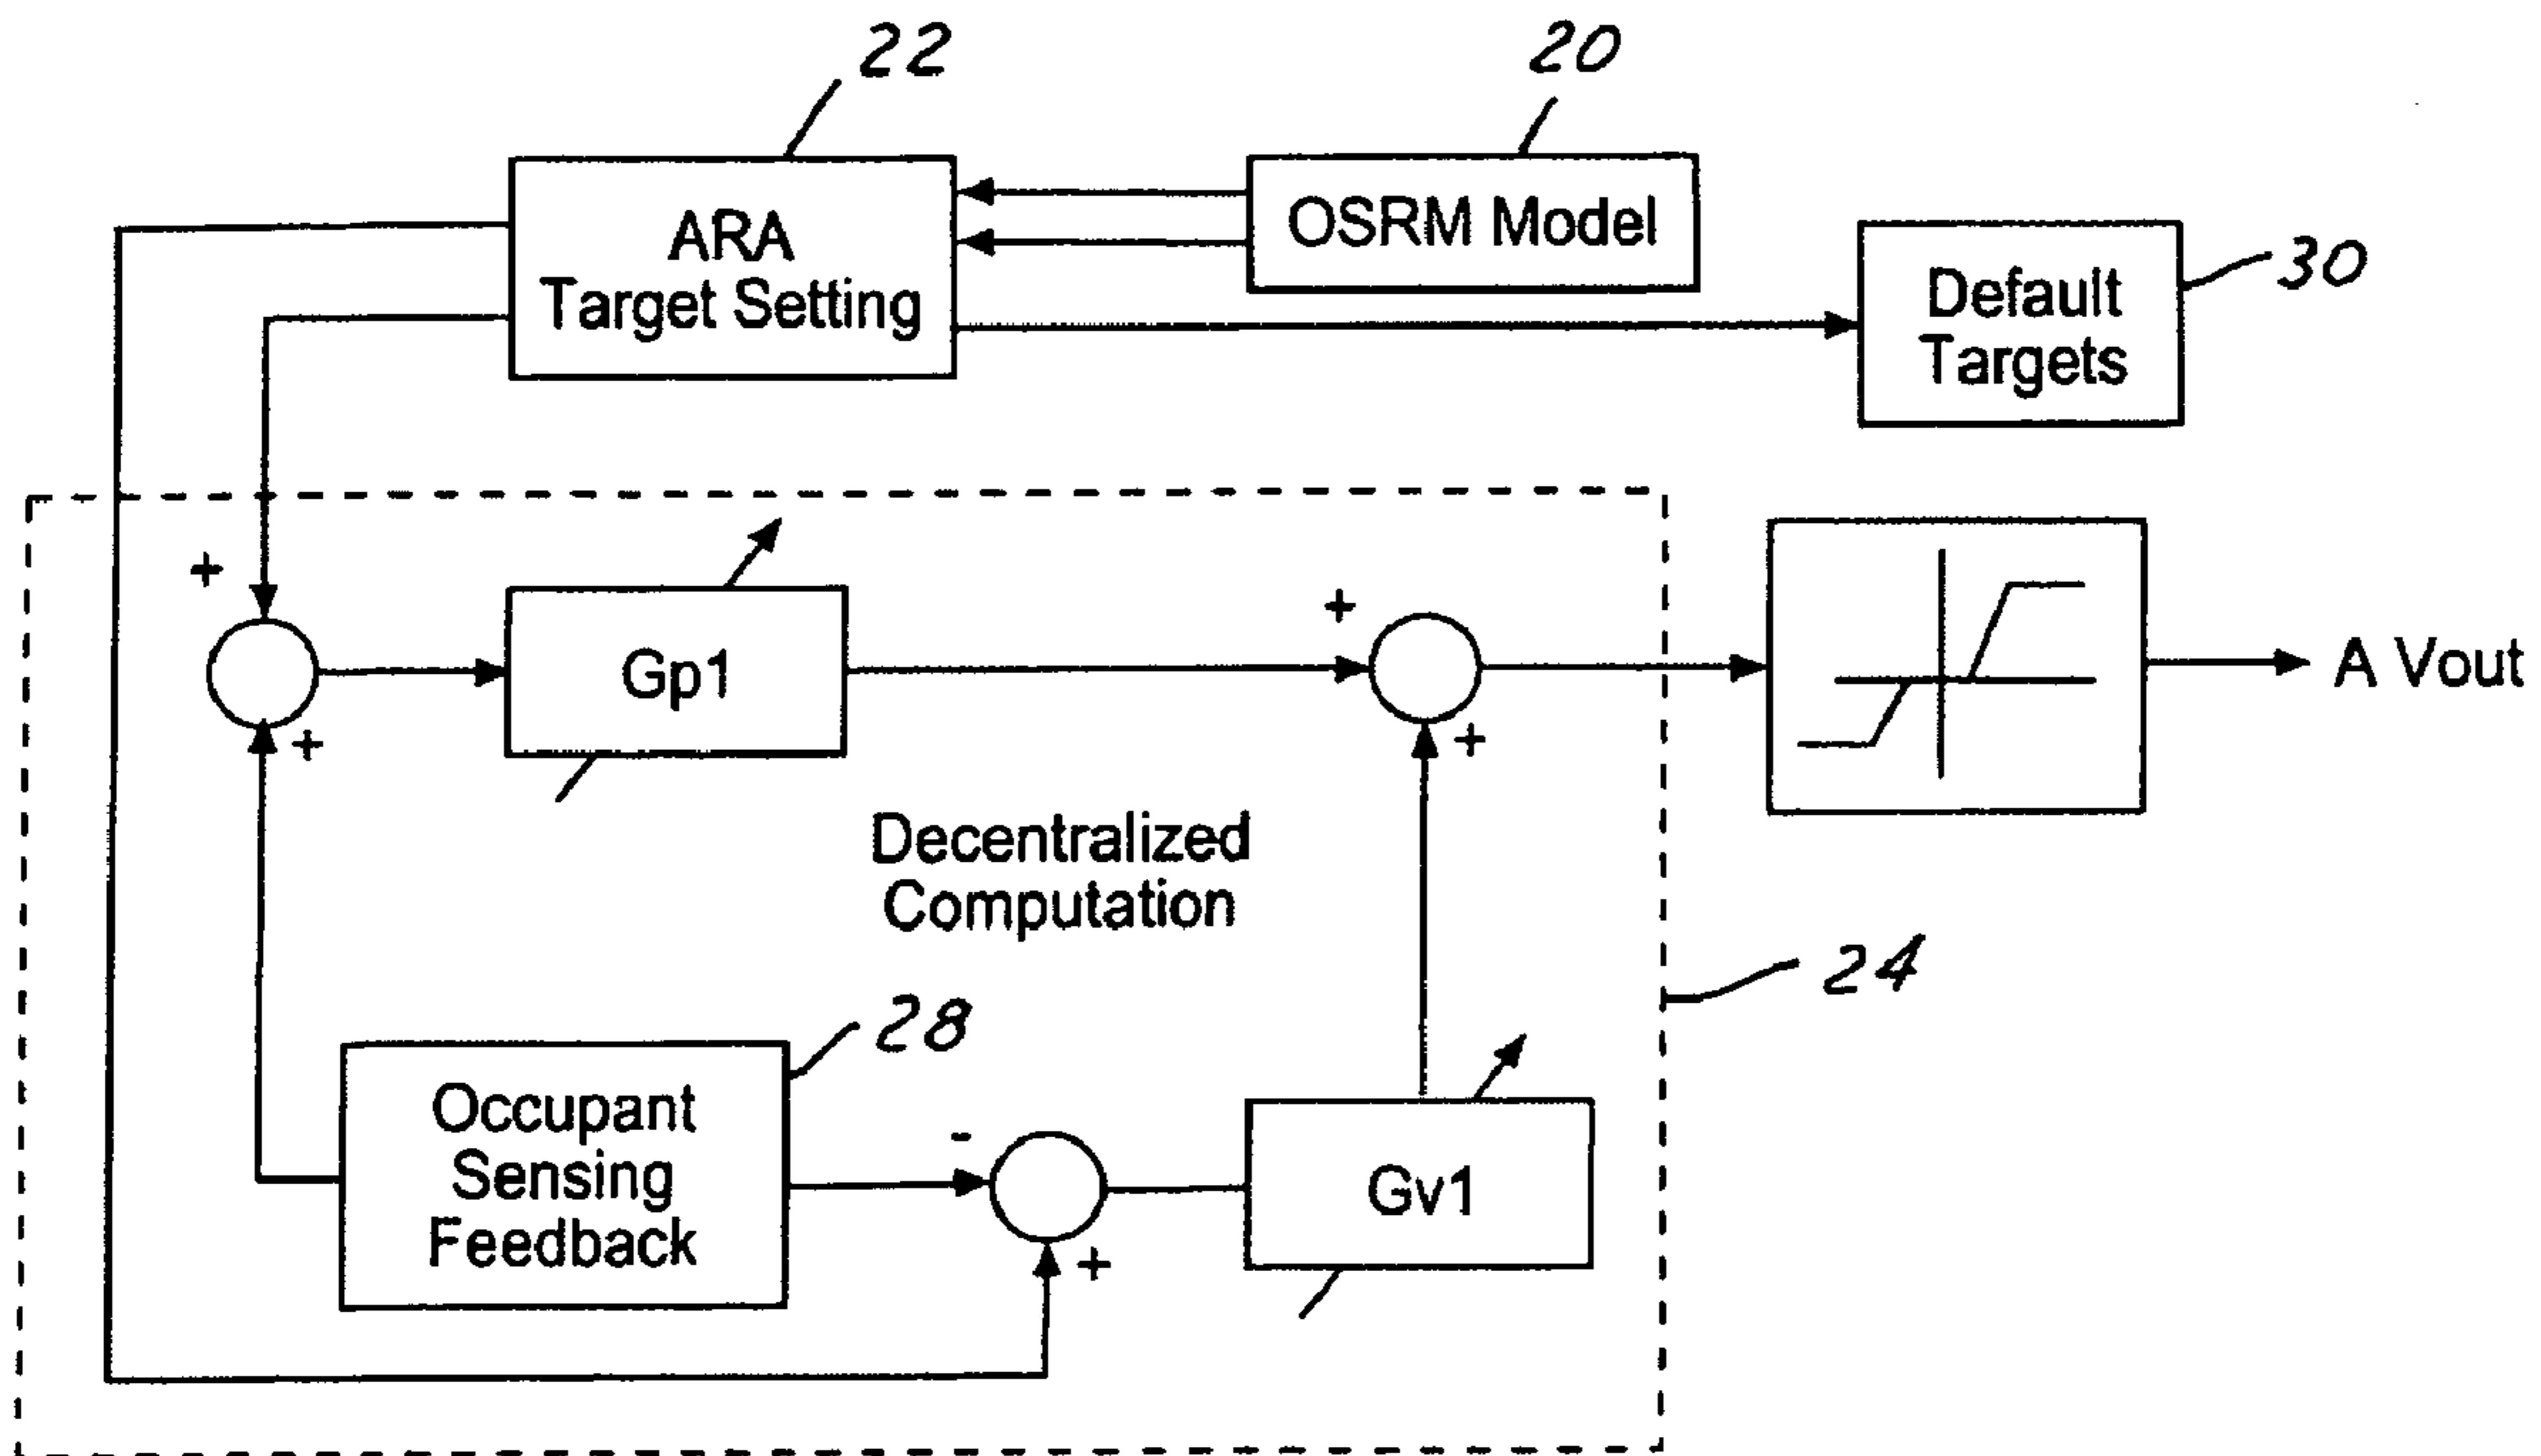 22
20
ARA
Target Setting
OSRM Model
Default
Targets
30
+
+
Gp1
+
+
A Vout
Decentralized
Computation
24
28
Occupant
Sensing
Feedback
-
+
Gv1